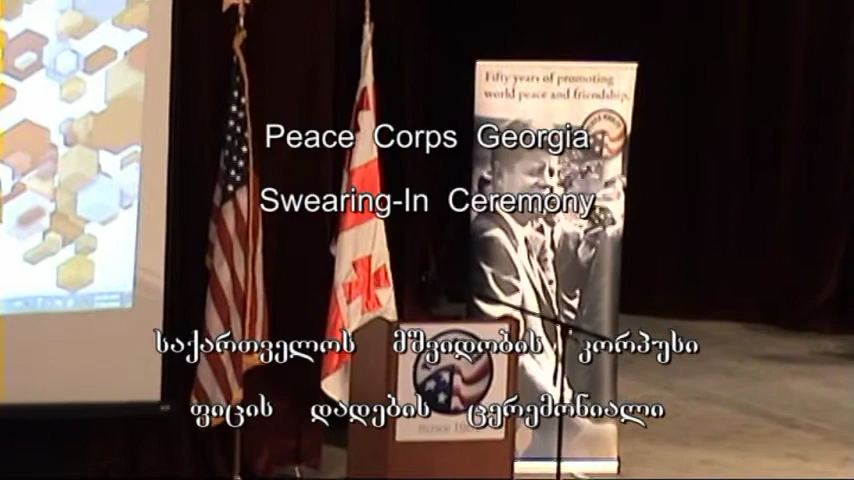 Fifty years of promoting
world peace and friendship.
Peace Corps Georgia
Swearing-In Ceremony
საქართველოს მშვიდობის კორპუსი
ფიცის დადების ცერემონიალი